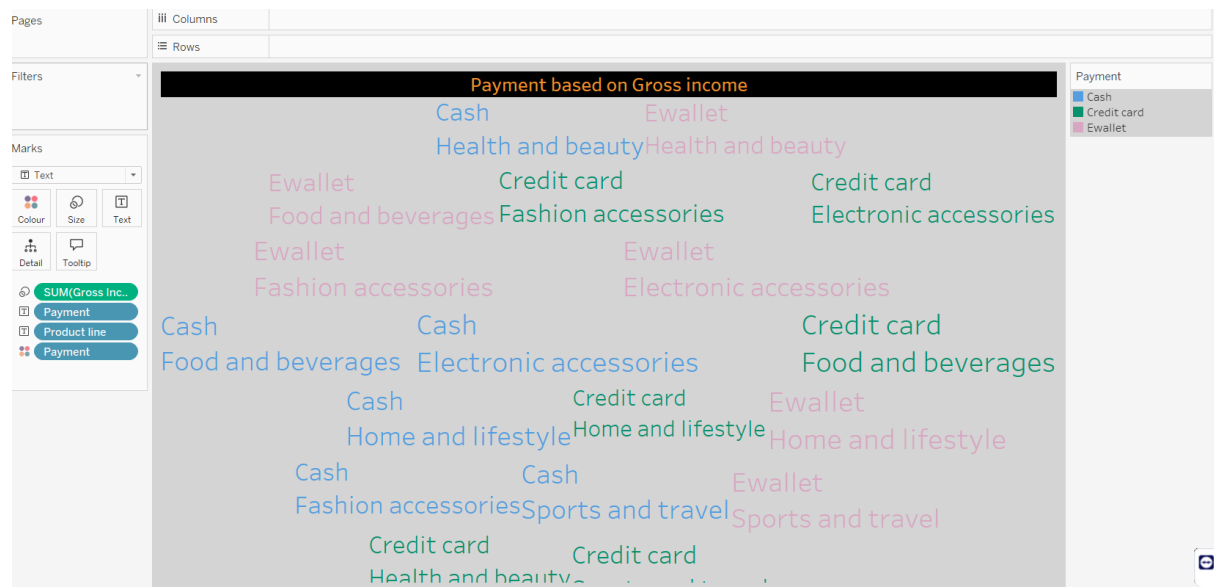 Pages
Columns
Rows
Filters
Payment based on Gross income
Payment
Cash
Credit card
Ewallet
Marks
Text
Colour
Size
Text
Detail
Tooltip
SUM(Gross Inc..
Payment
Product line
Payment
Cash
Health and beauty
Ewallet
Health and beauty
Ewallet
Food and beverages
Credit card
Fashion accessories
Credit card
Electronic accessories
Ewallet
Fashion accessories
Ewallet
Electronic accessories
Cash
Food and beverages
Cash
Electronic accessories
Credit card
Food and beverages
Cash
Home and lifestyle
Credit card
Home and lifestyle
Ewallet
Home and lifestyle
Cash
Fashion accessories
Cash
Sports and travel
Ewallet
Sports and travel
Credit card
Health and beauty
Credit card